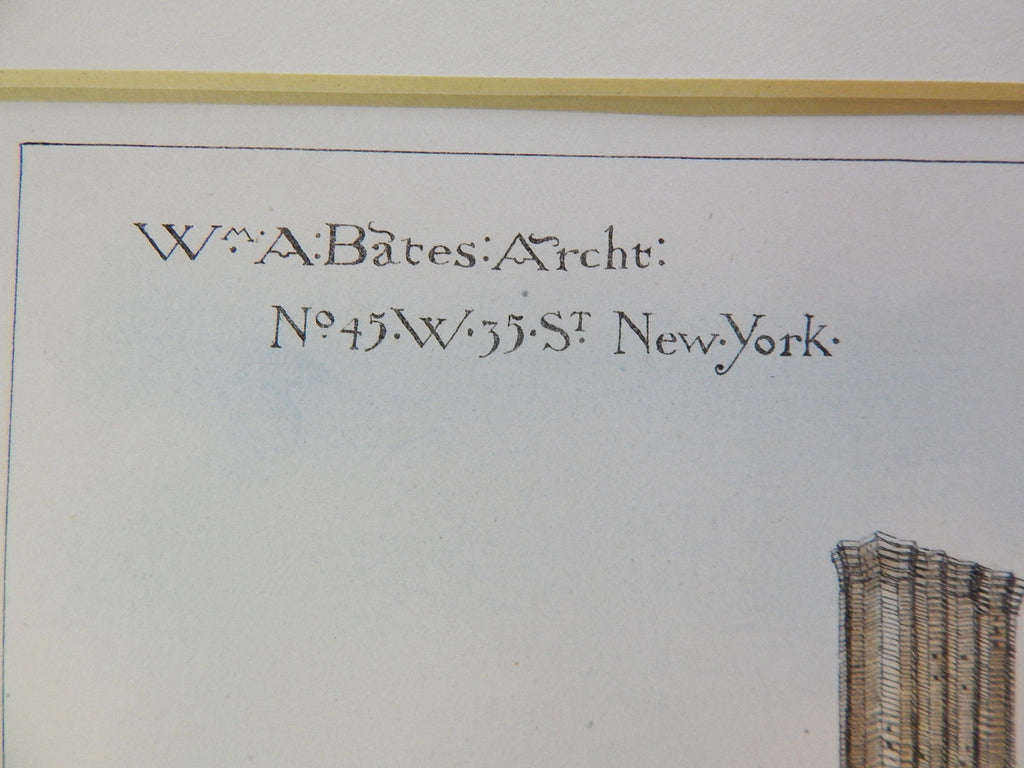 Wm. A: Bates: Archt:
No. 45. W. 35. ST. New. York.